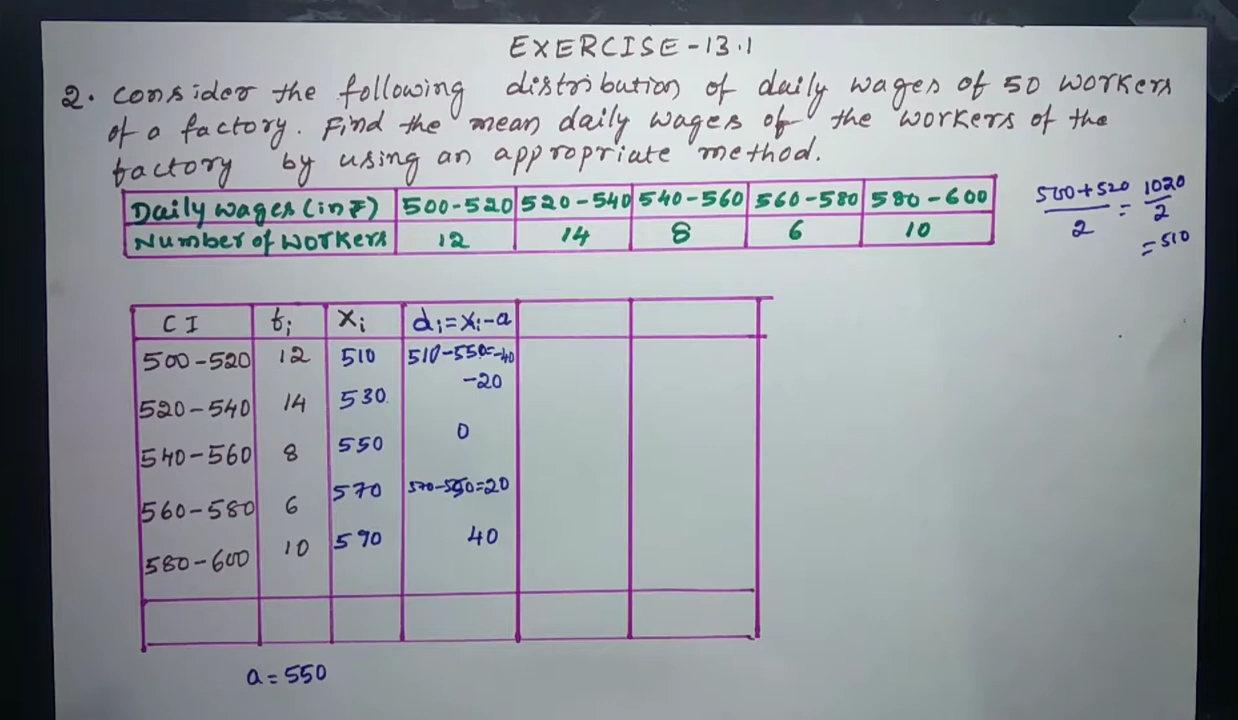 EXERCISE-13.1
2. Consider the following distribution of daily wages of 50 workers
of a factory. Find the mean daily wages of the workers of the
factory by using an appropriate method.
Daily wages (in ₹) 500-520 520-540 540-560 560-580 580-600
Number of workers 12 14 8 6 10
500+520/2 = 1020/2
=510
CI fi xi di=xi-a
500-520 12 510 510-550=-40
520-540 14 530 -20
540-560 8 550 0
560-580 6 570 570-550=20
580-600 10 590 40
a=550